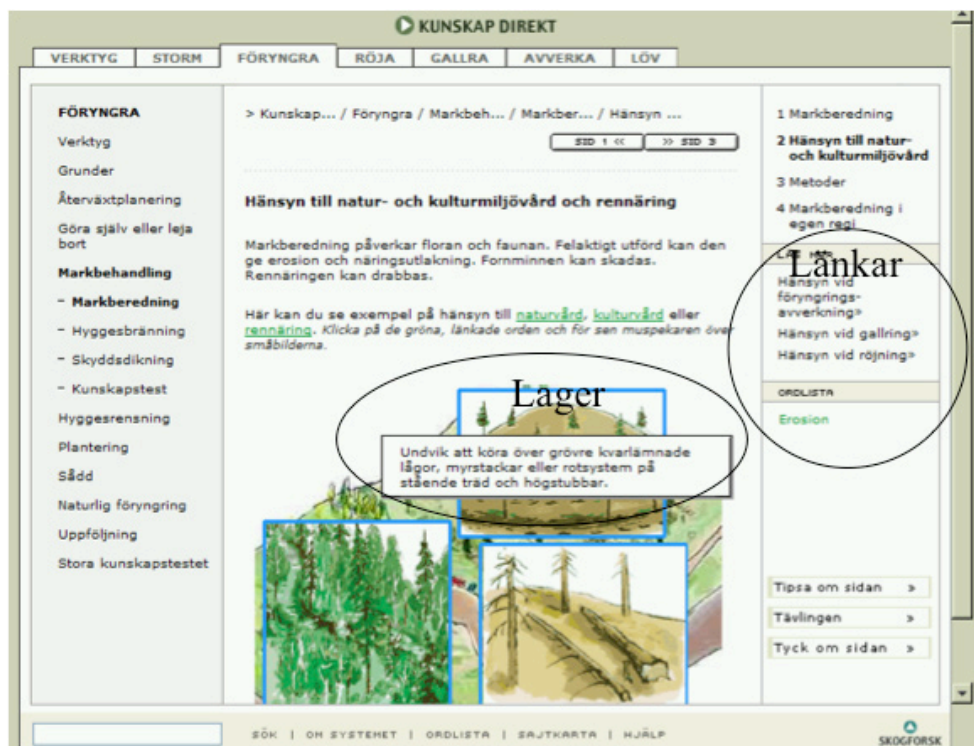 KUNSKAP DIREKT
VERKTYG STORM FÖRYNGRA RÖJA GALLRA AVVERKA LÖV
FÖRYNGRA
Verktyg
Grunder
Återväxtplanering
Göra själv eller leja
bort
Markbehandling
- Markberedning
- Hyggesbränning
- Skyddsdikning
- Kunskapstest
Hyggesrensning
Plantering
Sådd
Naturlig föryngring
Uppföljning
Stora kunskapstestet
> Kunskap... / Föryngra / Markbeh... / Markber... / Hänsyn ...
SID 1 << >> SID 3
Hänsyn till natur- och kulturmiljövård och rennäring
Markberedning påverkar floran och faunan. Felaktigt utförd kan den
ge erosion och näringsutlakning. Fornminnen kan skadas.
Rennäringen kan drabbas.
Här kan du se exempel på hänsyn till naturvård, kulturvård eller
rennäring. Klicka på de gröna, länkade orden och för sen muspekaren över
småbilderna.
Lager
Undvik att köra över grövre kvarlämnade
lågor, myrstackar eller rotsystem på
stående träd och högstubbar.
1 Markberedning
2 Hänsyn till natur-
och kulturmiljövård
3 Metoder
4 Markberedning i
egen regi
Länkar
Hänsyn vid
föryngrings-
avverkning»
Hänsyn vid gallring»
Hänsyn vid röjning»
ORDLISTA
Erosion
Tipsa om sidan »
Tävlingen »
Tyck om sidan »
SÖK | OM SYSTEMET | ORDLISTA | SAJTKARTA | HJÄLP
SKOGFORSK